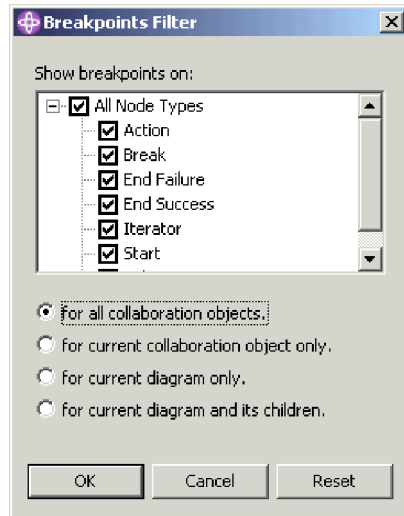 Breakpoints Filter
Show breakpoints on:
All Node Types
Action
Break
End Failure
End Success
Iterator
Start
for all collaboration objects.
for current collaboration object only.
for current diagram only.
for current diagram and its children.
OK Cancel Reset